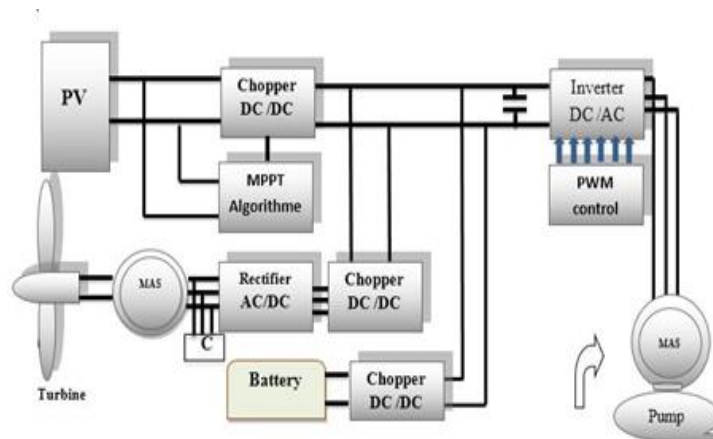 PV
Chopper
DC /DC
Inverter
DC /AC
MPPT
Algorithme
PWM
control
MAS
Rectifier
AC/DC
Chopper
DC /DC
C
Turbine
Battery
Chopper
DC /DC
MAS
Pump